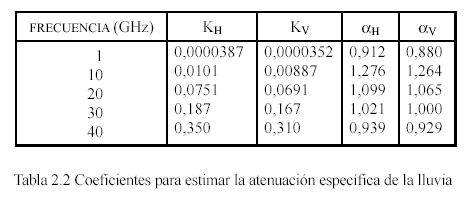 FRECUENCIA (GHz) K_H K_V α_H α_V
1 0,0000387 0,0000352 0,912 0,880
10 0,0101 0,00887 1,276 1,264
20 0,0751 0,0691 1,099 1,065
30 0,187 0,167 1,021 1,000
40 0,350 0,310 0,939 0,929
Tabla 2.2 Coeficientes para estimar la atenuación específica de la lluvia